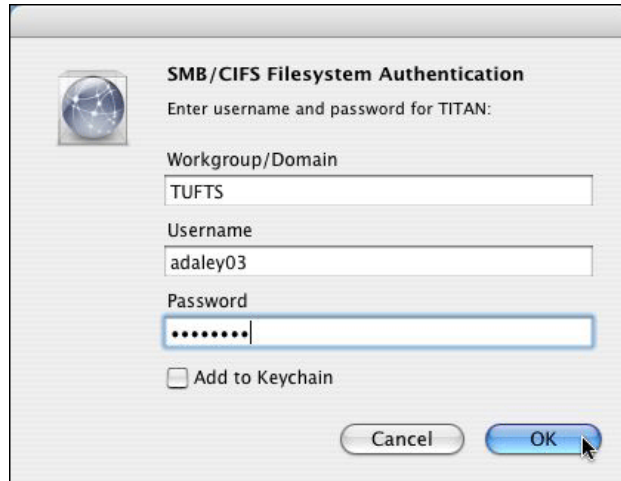 SMB/CIFS Filesystem Authentication
Enter username and password for TITAN:
Workgroup/Domain
TUFTS
Username
adaley03
Password
••••••••
Add to Keychain
Cancel
OK